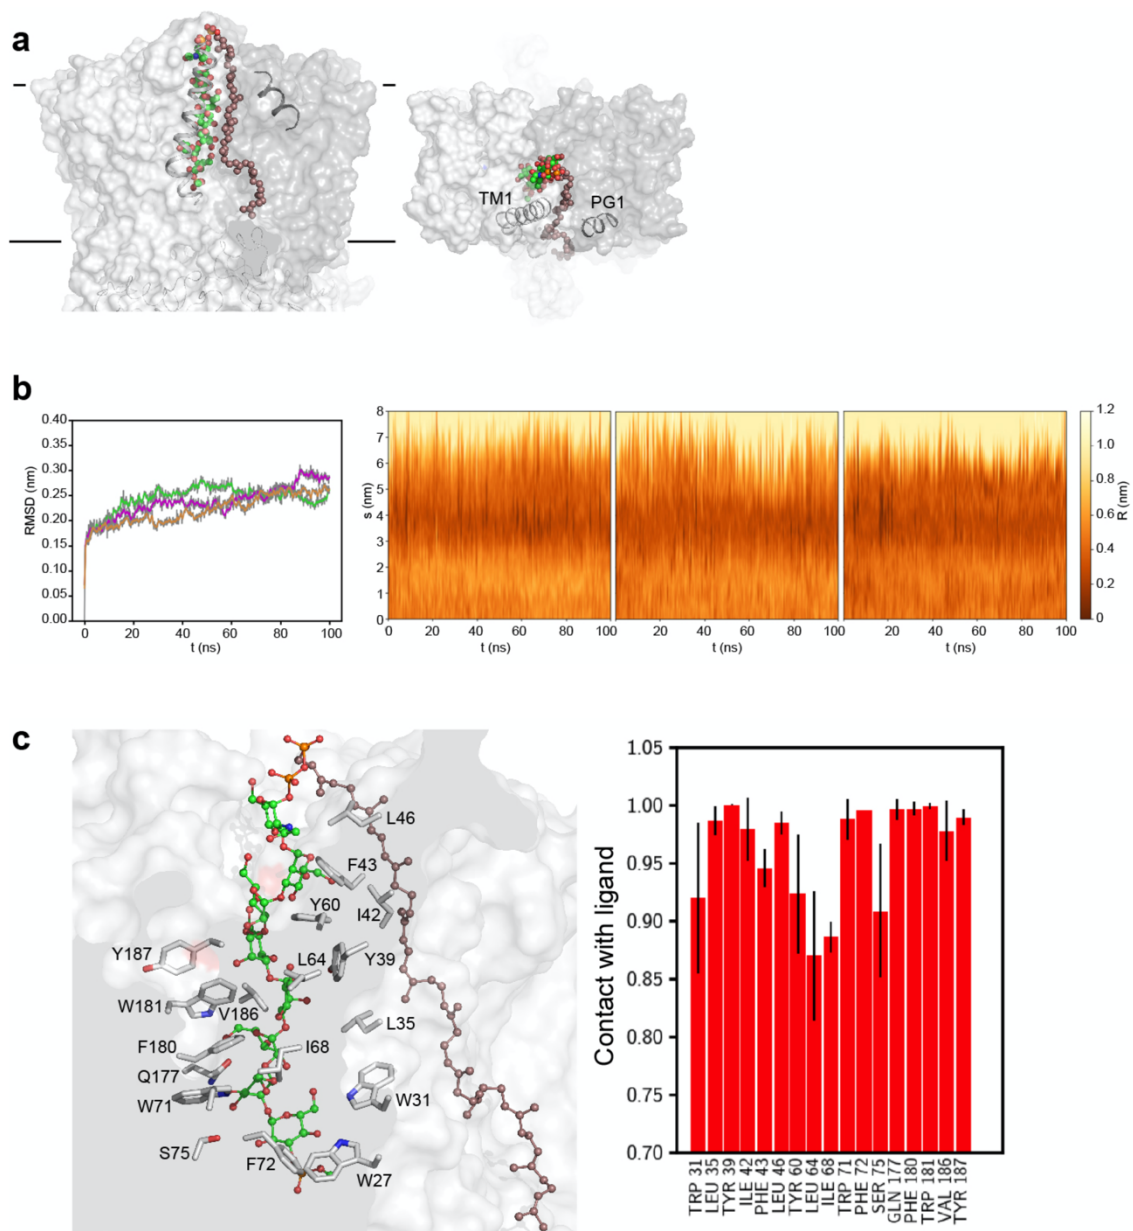 a
TM1
PG1
b
0.40
0.35
0.30
0.25
0.20
0.15
0.10
0.05
0.00
RMSD (nm)
0 20 40 60 80 100
t (ns)
8
7
6
5
4
3
2
1
0
s (nm)
0 20 40 60 80 100
t (ns)
20 40 60 80 100
t (ns)
20 40 60 80 100
t (ns)
1.2
1.0
0.8
0.6
0.4
0.2
0
R (nm)
c
L46
F43
I42
Y60
Y187
L64
Y39
W181
V186
L35
F180
I68
Q177
W71
W31
S75
F72
W27
1.05
1.00
0.95
0.90
0.85
0.80
0.75
0.70
Contact with ligand
TRP 31
LEU 35
TYR 39
ILE 42
PHE 43
LEU 46
TYR 60
LEU 64
ILE 68
TRP 71
PHE 72
SER 75
GLN 177
PHE 180
TRP 181
VAL 186
TYR 187